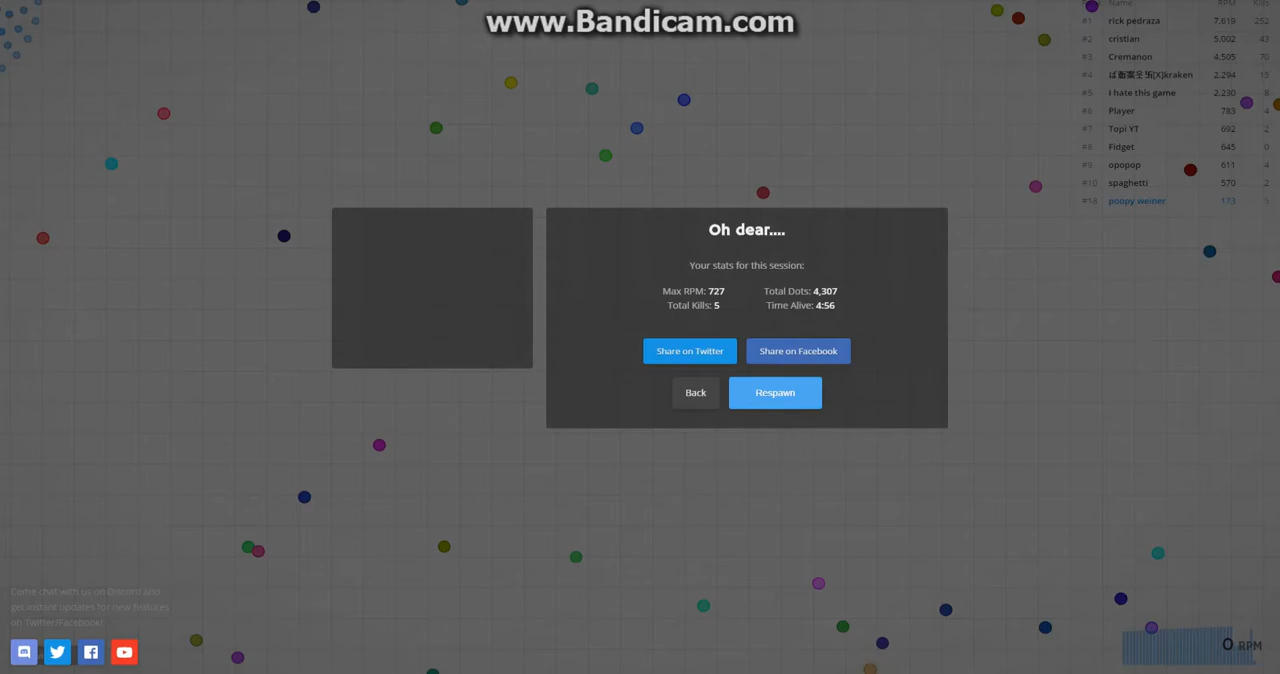 www.Bandicam.com
Name RPM Kills
#1 rick pedraza 7.619 252
#2 cristian 5.002 43
#3 Cremanon 4.505 70
#4 [X]kraken 2.294 15
#5 I hate this game 2.230 8
#6 Player 783 4
#7 Topi YT 692 2
#8 Fidget 645 0
#9 opopop 611 4
#10 spaghetti 570 2
#18 poopy weiner 173 5
Oh dear....
Your stats for this session:
Max RPM: 727 Total Dots: 4,307
Total Kills: 5 Time Alive: 4:56
Share on Twitter Share on Facebook
Back Respawn
Come chat with us on Discord and
get instant updates for new features
on Twitter/Facebook!
0 RPM